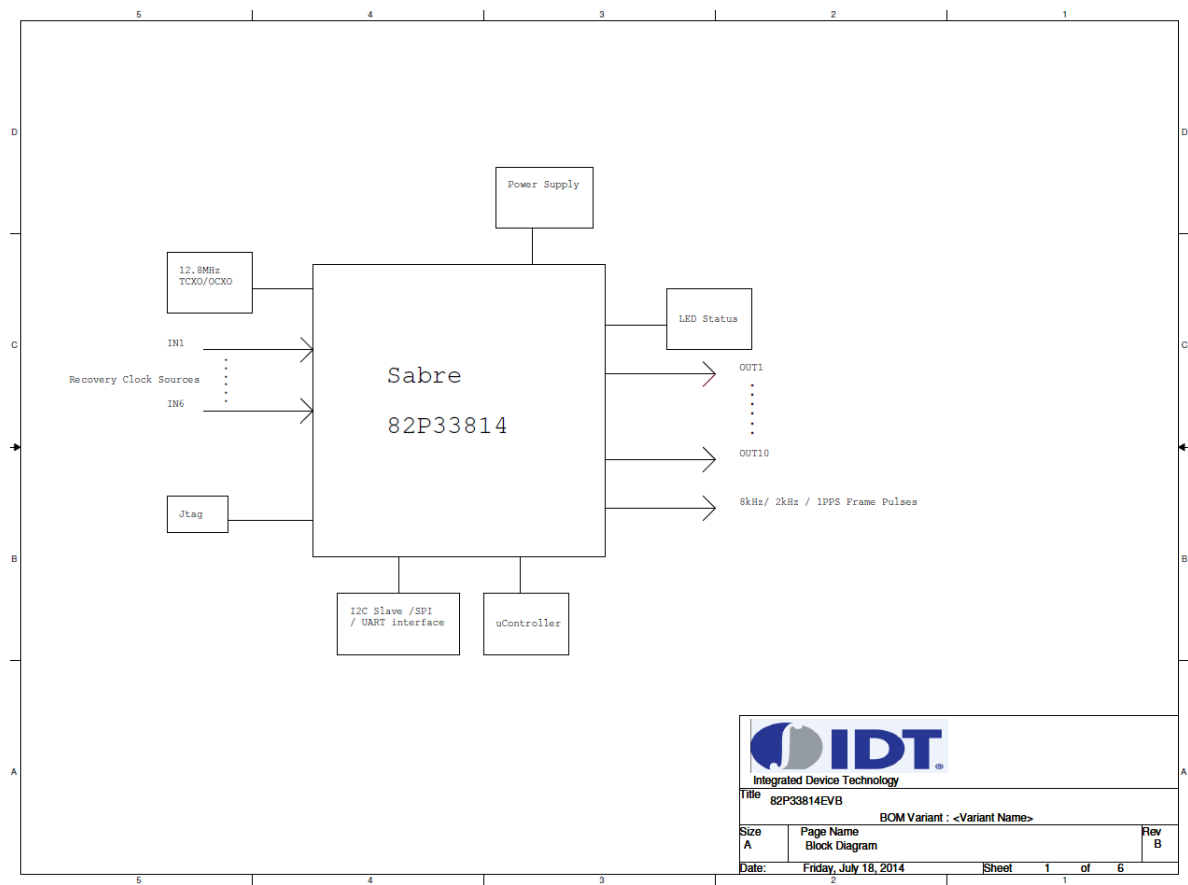 5 4 3 2 1
D D
Power Supply
12.8MHz
TCXO/OCXO
LED Status
IN1
C C
OUT1
Recovery Clock Sources
Sabre
IN6
82P33814
OUT10
8kHz/ 2kHz / 1PPS Frame Pulses
Jtag
B B
I2C Slave /SPI
/ UART interface
uController
IDT®
A A
Integrated Device Technology
Title 82P33814EVB
BOM Variant : <Variant Name>
Size Page Name Rev
A Block Diagram B
Date: Friday, July 18, 2014 Sheet 1 of 6
5 4 3 2 1